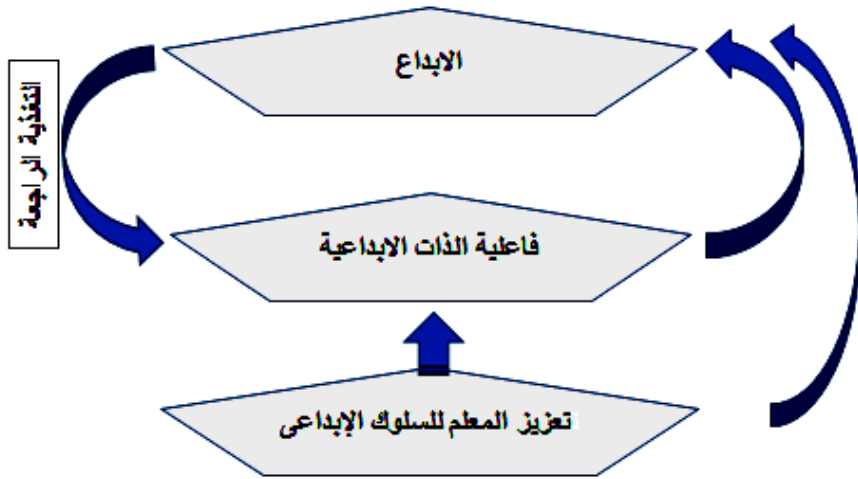 الابداع
التغذية الراجعة
فاعلية الذات الابداعية
تعزيز المعلم للسلوك الإبداعى